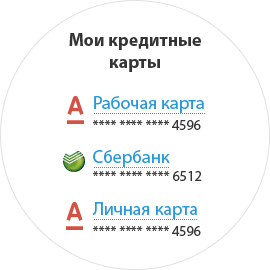 Мои кредитные
карты
Рабочая карта
**** **** **** 4596
Сбербанк
**** **** **** 6512
Личная карта
**** **** **** 4596